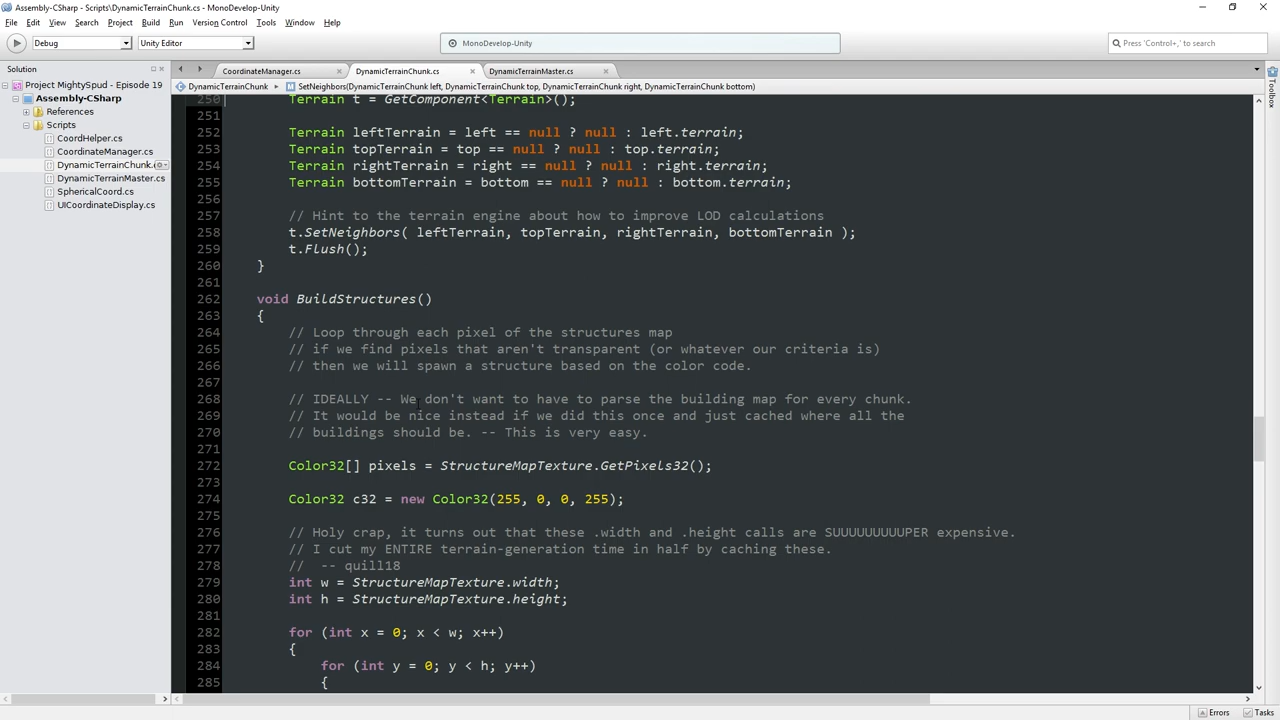 Assembly-CSharp - Scripts\DynamicTerrainChunk.cs - MonoDevelop-Unity
File Edit View Search Project Build Run Version Control Tools Window Help
Debug Unity Editor MonoDevelop-Unity Press 'Control+,' to search
Solution
CoordinateManager.cs DynamicTerrainChunk.cs DynamicTerrainMaster.cs
DynamicTerrainChunk SetNeighbors(DynamicTerrainChunk left, DynamicTerrainChunk top, DynamicTerrainChunk right, DynamicTerrainChunk bottom)
Toolbox
Project MightySpud - Episode 19
Assembly-CSharp
References
Scripts
CoordHelper.cs
CoordinateManager.cs
DynamicTerrainChunk.
DynamicTerrainMaster.cs
SphericalCoord.cs
UICoordinateDisplay.cs
250 Terrain t = GetComponent<Terrain>();
251
252 Terrain leftTerrain = left == null ? null : left.terrain;
253 Terrain topTerrain = top == null ? null : top.terrain;
254 Terrain rightTerrain = right == null ? null : right.terrain;
255 Terrain bottomTerrain = bottom == null ? null : bottom.terrain;
256
257 // Hint to the terrain engine about how to improve LOD calculations
258 t.SetNeighbors( leftTerrain, topTerrain, rightTerrain, bottomTerrain );
259 t.Flush();
260 }
261
262 void BuildStructures()
263 {
264 // Loop through each pixel of the structures map
265 // if we find pixels that aren't transparent (or whatever our criteria is)
266 // then we will spawn a structure based on the color code.
267
268 // IDEALLY -- We don't want to have to parse the building map for every chunk.
269 // It would be nice instead if we did this once and just cached where all the
270 // buildings should be. -- This is very easy.
271
272 Color32[] pixels = StructureMapTexture.GetPixels32();
273
274 Color32 c32 = new Color32(255, 0, 0, 255);
275
276 // Holy crap, it turns out that these .width and .height calls are SUUUUUUUUUPER expensive.
277 // I cut my ENTIRE terrain-generation time in half by caching these.
278 // -- quill18
279 int w = StructureMapTexture.width;
280 int h = StructureMapTexture.height;
281
282 for (int x = 0; x < w; x++)
283 {
284 for (int y = 0; y < h; y++)
285 {
Errors Tasks